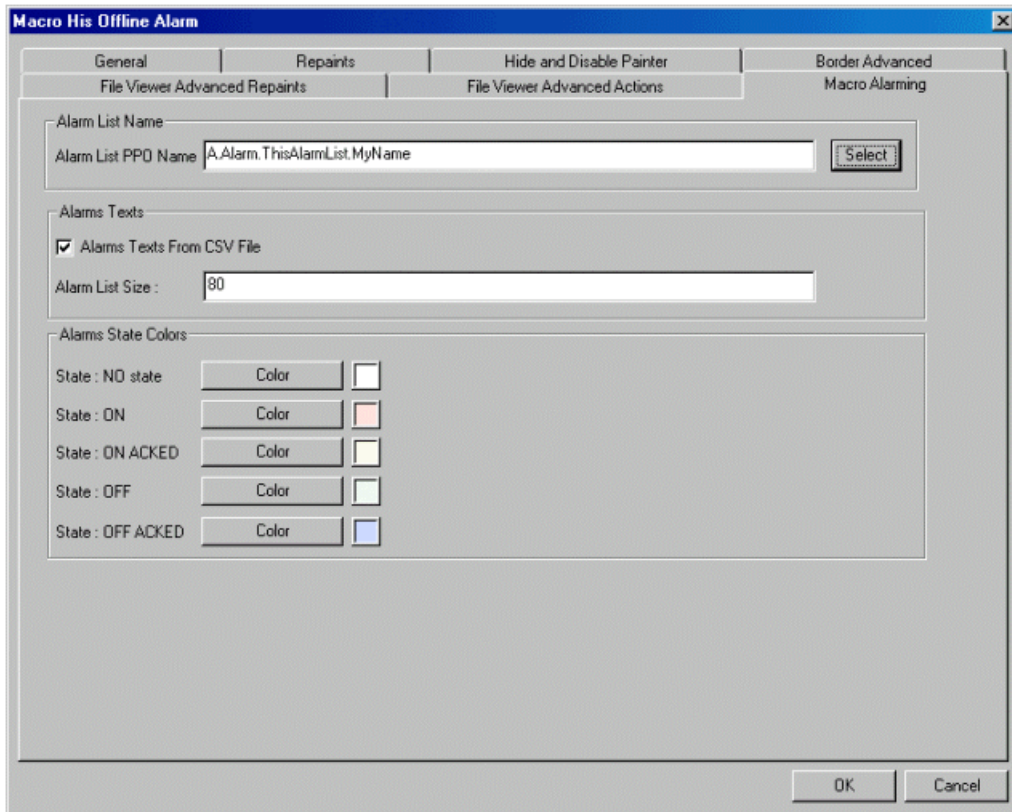 Macro His Offline Alarm
General Repaints Hide and Disable Painter Border Advanced
File Viewer Advanced Repaints File Viewer Advanced Actions Macro Alarming
Alarm List Name
Alarm List PPO Name A.Alarm.ThisAlarmList.MyName Select
Alarms Texts
Alarms Texts From CSV File
Alarm List Size : 80
Alarms State Colors
State : NO state Color
State : ON Color
State : ON ACKED Color
State : OFF Color
State : OFF ACKED Color
OK Cancel